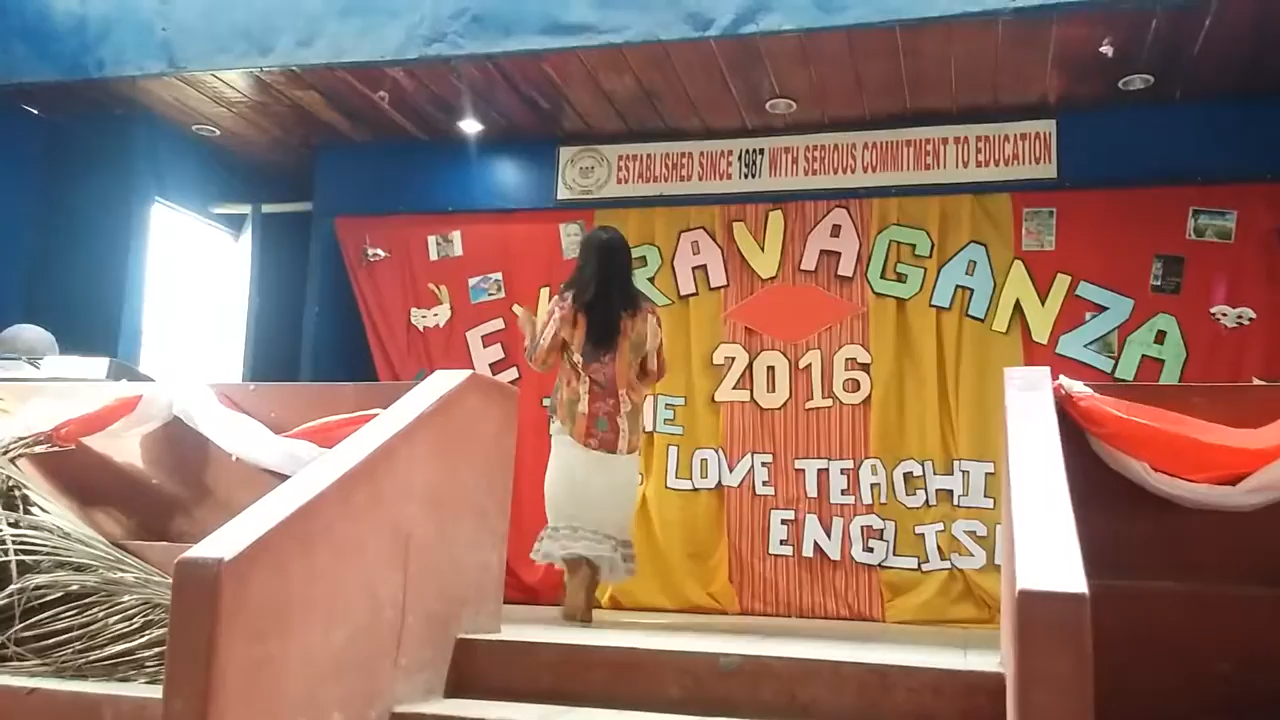 ESTABLISHED SINCE 1987 WITH SERIOUS COMMITMENT TO EDUCATION
E RAVAGANZA
2016
LOVE TEACHI
ENGLIS